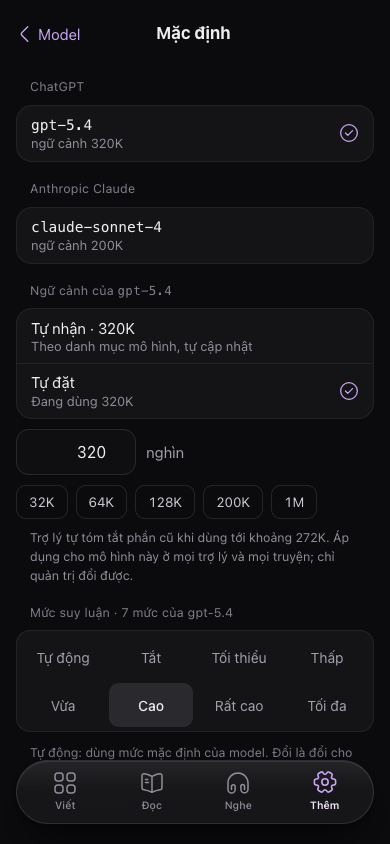 Model
Mặc định
ChatGPT
gpt-5.4
ngữ cảnh 320K
Anthropic Claude
claude-sonnet-4
ngữ cảnh 200K
Ngữ cảnh của gpt-5.4
Tự nhận · 320K
Theo danh mục mô hình, tự cập nhật
Tự đặt
Đang dùng 320K
320 nghìn
32K 64K 128K 200K 1M
Trợ lý tự tóm tắt phần cũ khi dùng tới khoảng 272K. Áp
dụng cho mô hình này ở mọi trợ lý và mọi truyện; chỉ
quản trị đổi được.
Mức suy luận · 7 mức của gpt-5.4
Tự động Tắt Tối thiểu Thấp
Vừa Cao Rất cao Tối đa
Tự động: dùng mức mặc định của model. Đổi là đổi cho
Viết Đọc Nghe Thêm